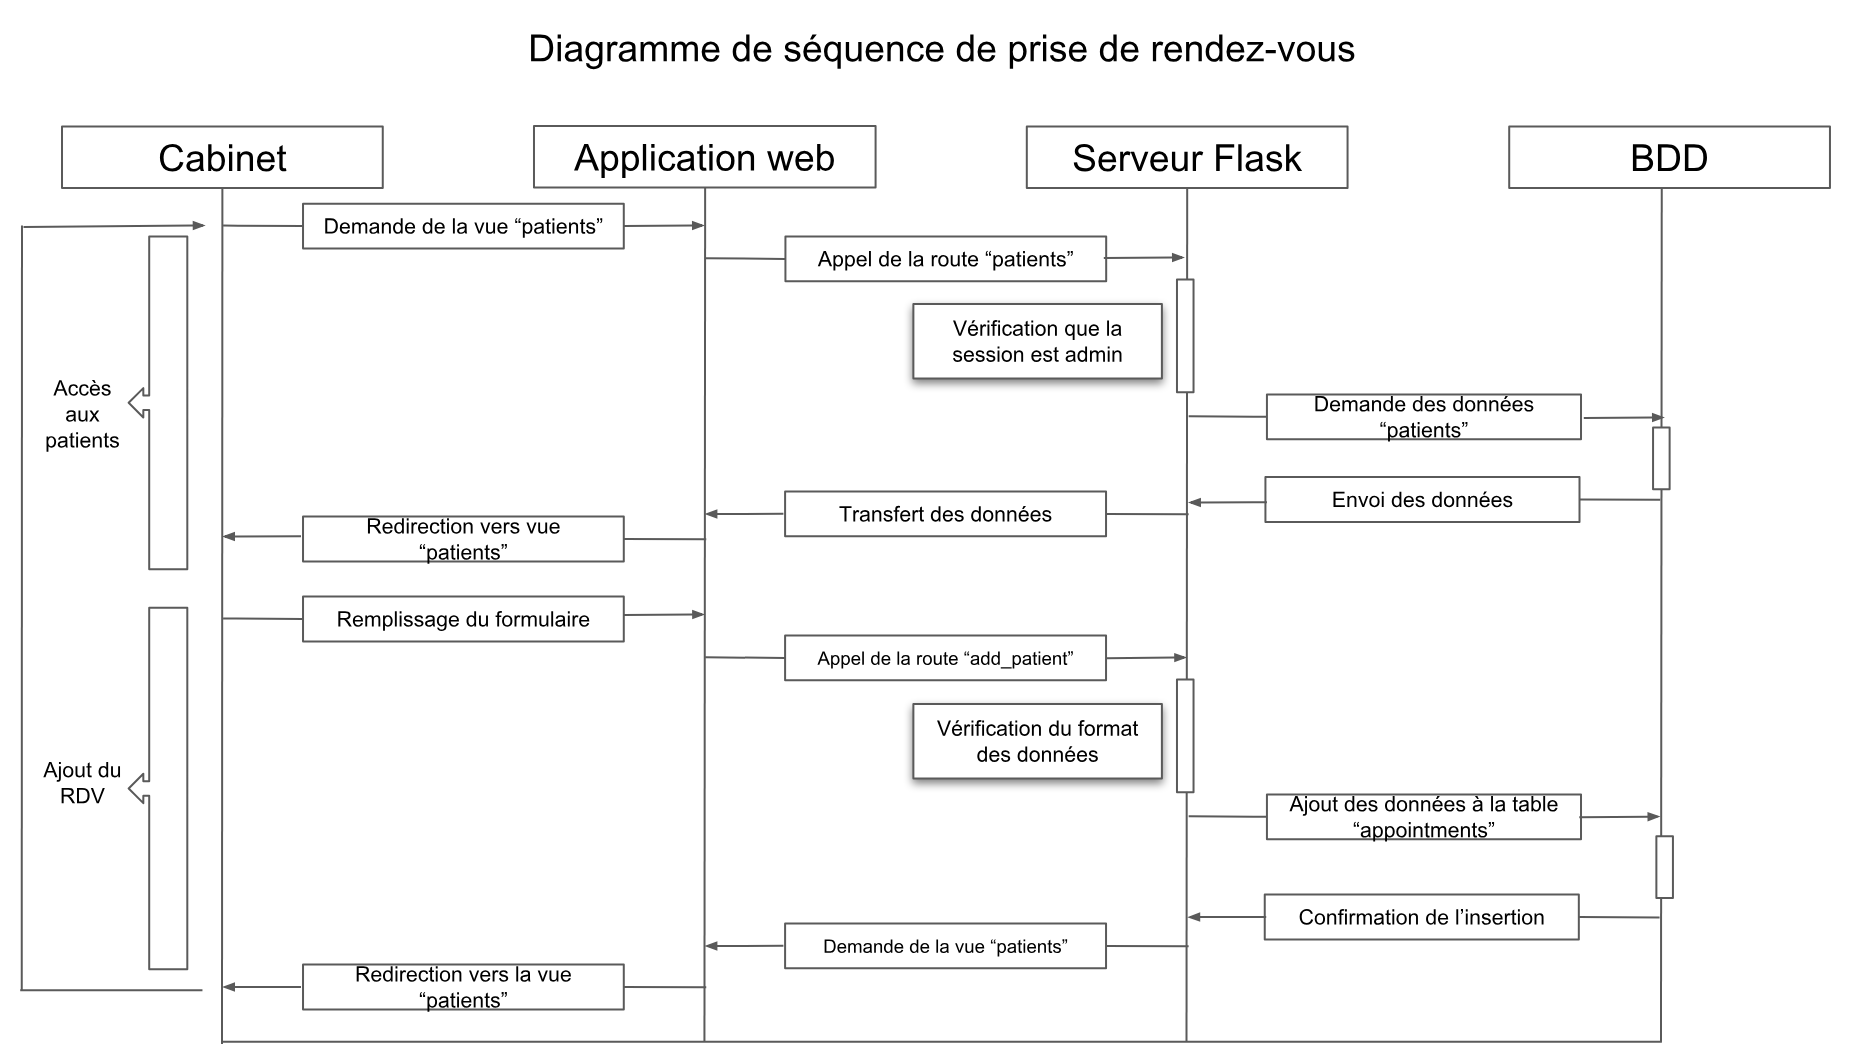 Diagramme de séquence de prise de rendez-vous
Cabinet
Application web
Serveur Flask
BDD
Demande de la vue “patients”
Appel de la route “patients”
Vérification que la
session est admin
Accès
aux
patients
Demande des données
“patients”
Envoi des données
Transfert des données
Redirection vers vue
“patients”
Remplissage du formulaire
Appel de la route “add_patient”
Vérification du format
des données
Ajout du
RDV
Ajout des données à la table
“appointments”
Confirmation de l’insertion
Demande de la vue “patients”
Redirection vers la vue
“patients”